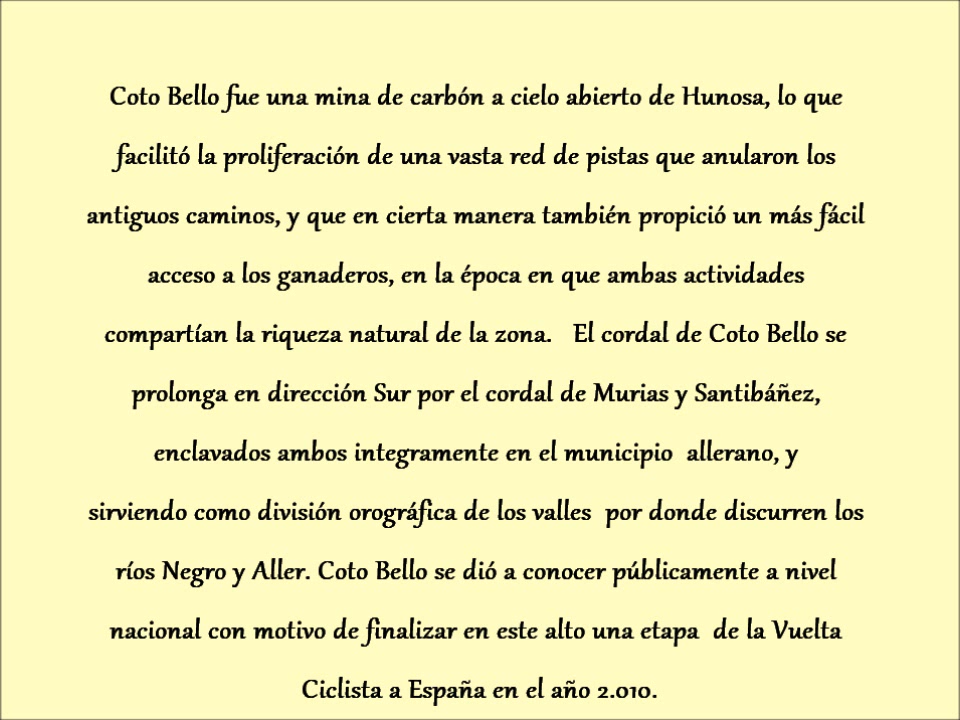 Coto Bello fue una mina de carbón a cielo abierto de Hunosa, lo que
facilitó la proliferación de una vasta red de pistas que anularon los
antiguos caminos, y que en cierta manera también propició un más fácil
acceso a los ganaderos, en la época en que ambas actividades
compartían la riqueza natural de la zona.   El cordal de Coto Bello se
prolonga en dirección Sur por el cordal de Murias y Santibáñez,
enclavados ambos integramente en el municipio  allerano, y
sirviendo como división orográfica de los valles  por donde discurren los
ríos Negro y Aller. Coto Bello se dió a conocer públicamente a nivel
nacional con motivo de finalizar en este alto una etapa  de la Vuelta
Ciclista a España en el año 2.010.